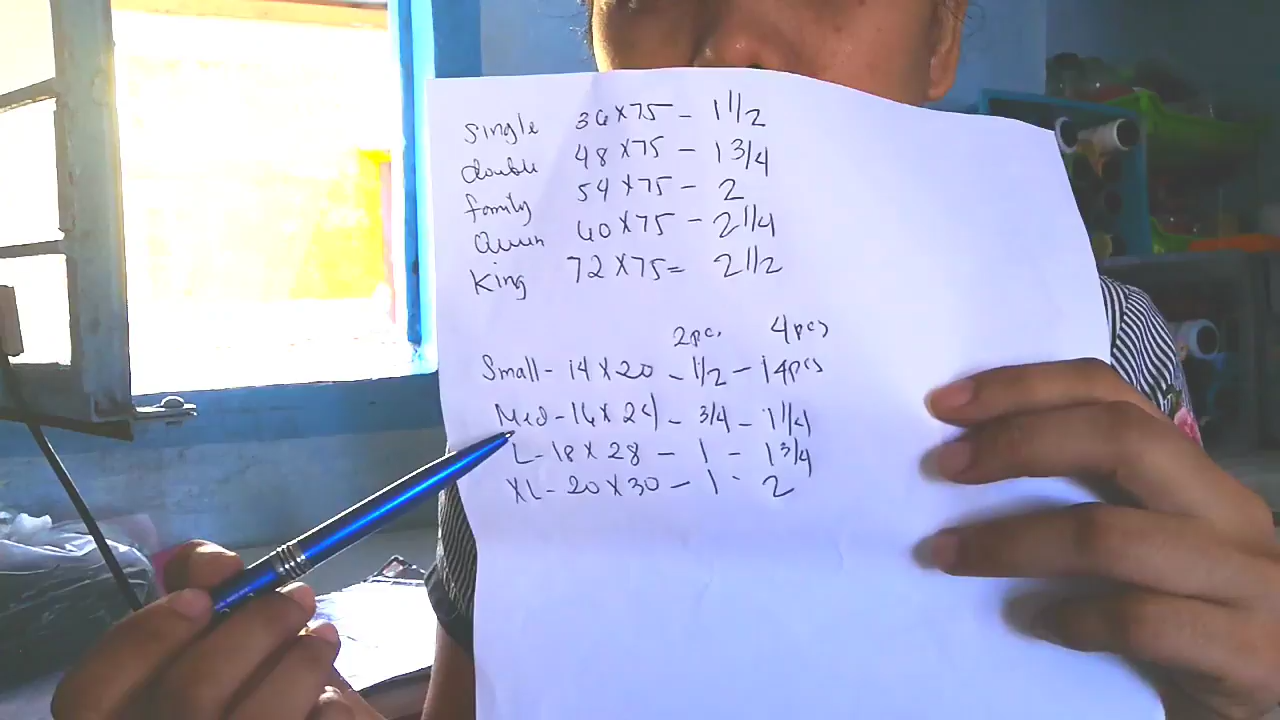 Single 36x75 - 1 1/2
double 48x75 - 1 3/4
family 54x75 - 2
Queen 60x75 - 2 1/4
King 72x75= 2 1/2
2pcs 4pcs
Small - 14x20 - 1/2 - 1 4pcs
Med - 16x24 - 3/4 - 1 1/4
L - 18x28 - 1 - 1 3/4
XL - 20x30 - 1 - 2